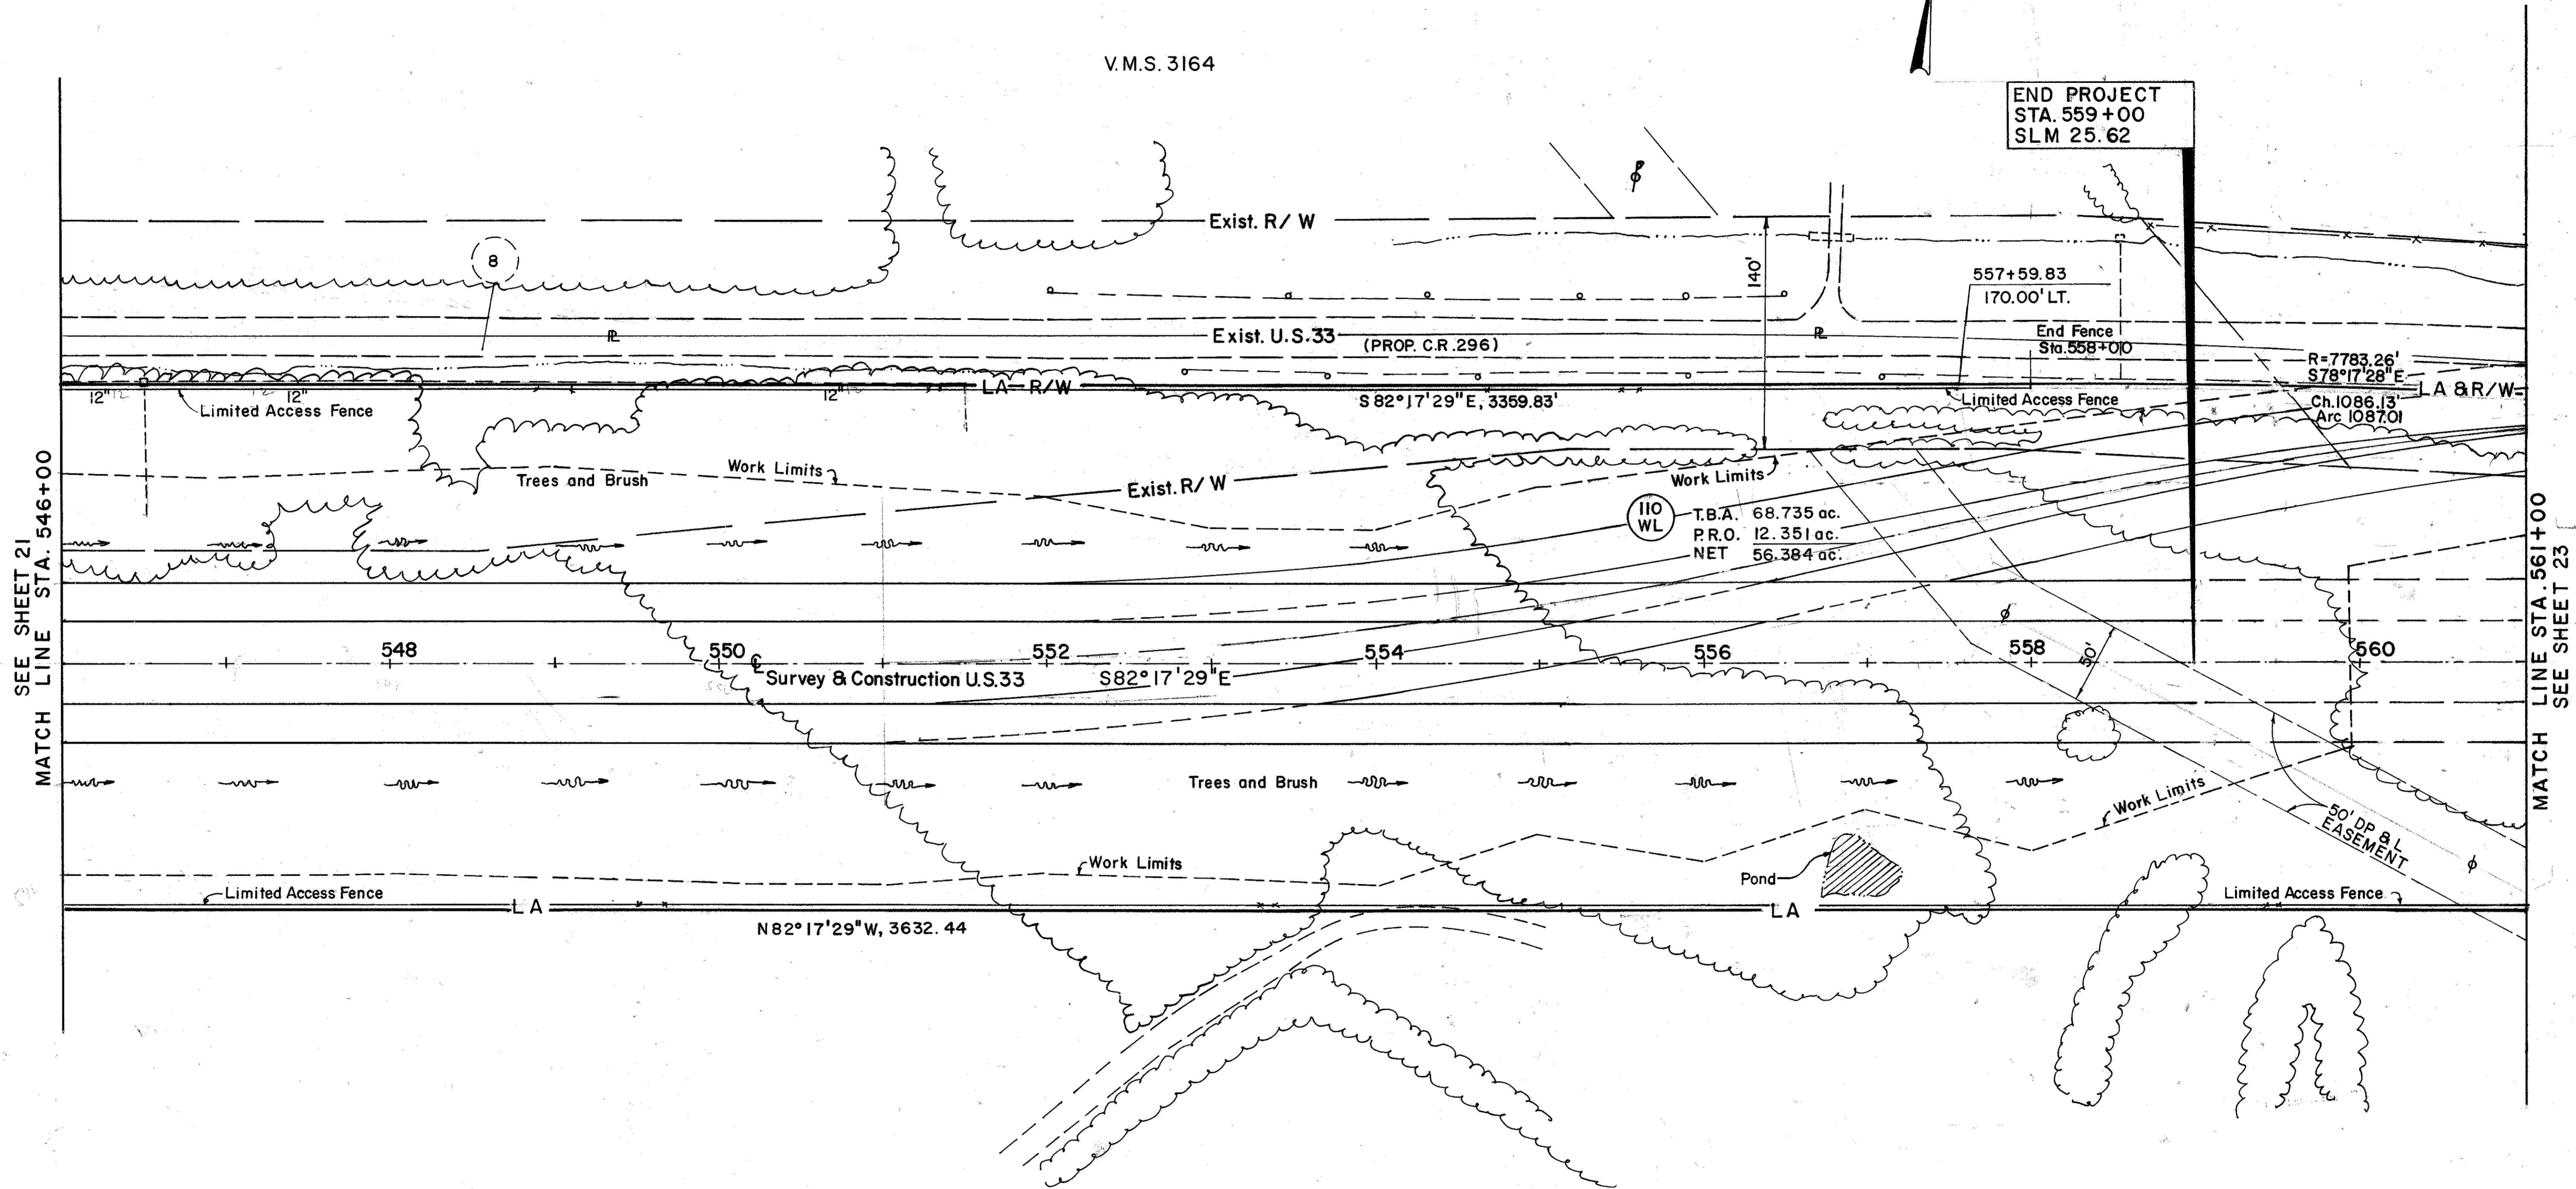 V.M.S. 3164
END PROJECT
STA. 559+00
SLM 25.62
Exist. R/W
8
140'
557+59.83
170.00' LT.
Exist. U.S.33
(PROP. C.R.296)
End Fence
Sta.558+00
R=7783.26'
S78°17'28"E
LA-R/W
LA & R/W
12"
12"
12"
Limited Access Fence
S82°17'29"E, 3359.83'
Limited Access Fence
Ch.1086.13'
Arc 1087.01
Work Limits
Trees and Brush
Exist. R/W
Work Limits
110
WL
T.B.A. 68.735 ac.
P.R.O. 12.351 ac.
NET 56.384 ac.
SEE SHEET 21
MATCH LINE STA. 546+00
MATCH LINE STA. 561+00
SEE SHEET 23
548
550
552
554
556
558
560
50'
℄ Survey & Construction U.S.33
S82°17'29"E
Trees and Brush
Work Limits
50' DP & L
EASEMENT
Work Limits
Pond
Limited Access Fence
Limited Access Fence
LA
LA
N82°17'29"W, 3632.44